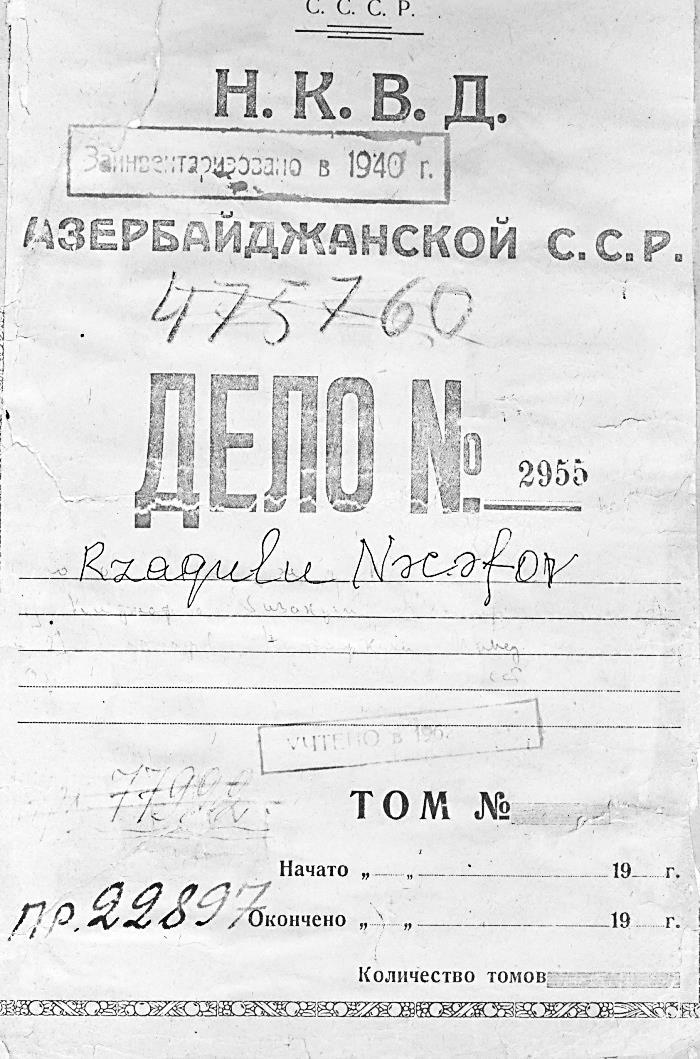 С. С. С. Р.
Н. К. В. Д.
Заинвентаризовано в 1940 г.
АЗЕРБАЙДЖАНСКОЙ С. С. Р.
475760
ДЕЛО № 2955
Rzaqulu Nəcəfov
УЧТЕНО в 196
ТОМ №
Начато „ „ 19 г.
пр. 22897
Окончено „ „ 19 г.
Количество томов